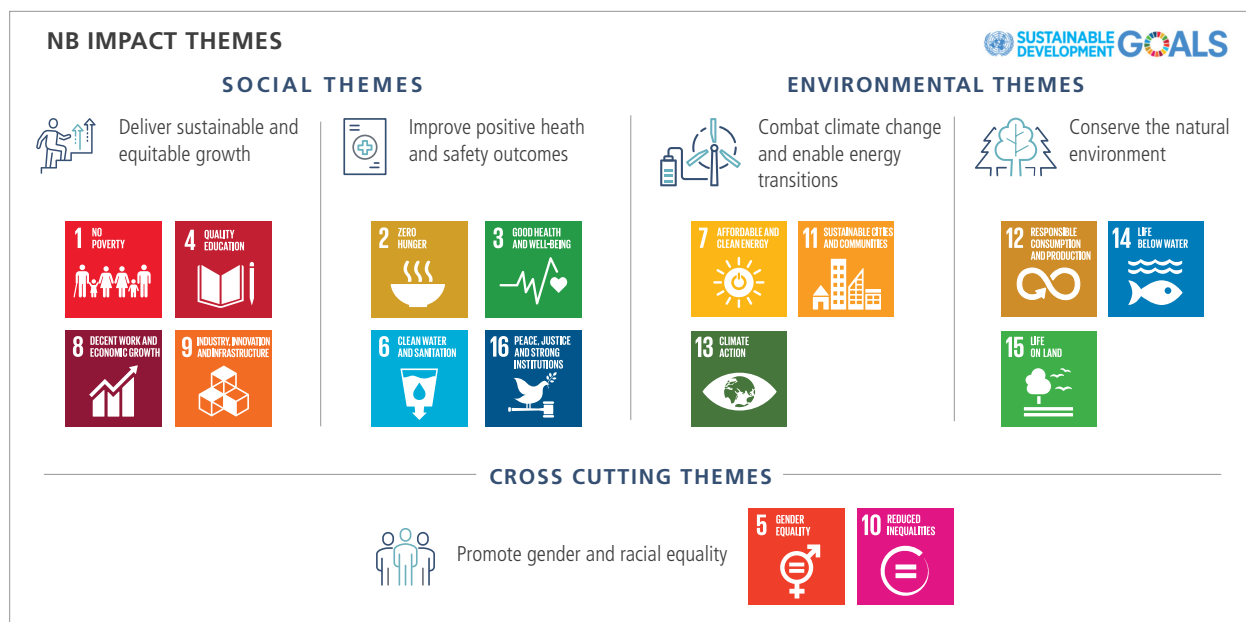 NB IMPACT THEMES
SUSTAINABLE
DEVELOPMENT
GOALS
SOCIAL THEMES
ENVIRONMENTAL THEMES
Deliver sustainable and
equitable growth
Improve positive heath
and safety outcomes
Combat climate change
and enable energy
transitions
Conserve the natural
environment
1 NO
POVERTY
4 QUALITY
EDUCATION
8 DECENT WORK AND
ECONOMIC GROWTH
9 INDUSTRY, INNOVATION
AND INFRASTRUCTURE
2 ZERO
HUNGER
3 GOOD HEALTH
AND WELL-BEING
6 CLEAN WATER
AND SANITATION
16 PEACE, JUSTICE
AND STRONG
INSTITUTIONS
7 AFFORDABLE AND
CLEAN ENERGY
11 SUSTAINABLE CITIES
AND COMMUNITIES
13 CLIMATE
ACTION
12 RESPONSIBLE
CONSUMPTION
AND PRODUCTION
14 LIFE
BELOW WATER
15 LIFE
ON LAND
CROSS CUTTING THEMES
Promote gender and racial equality
5 GENDER
EQUALITY
10 REDUCED
INEQUALITIES